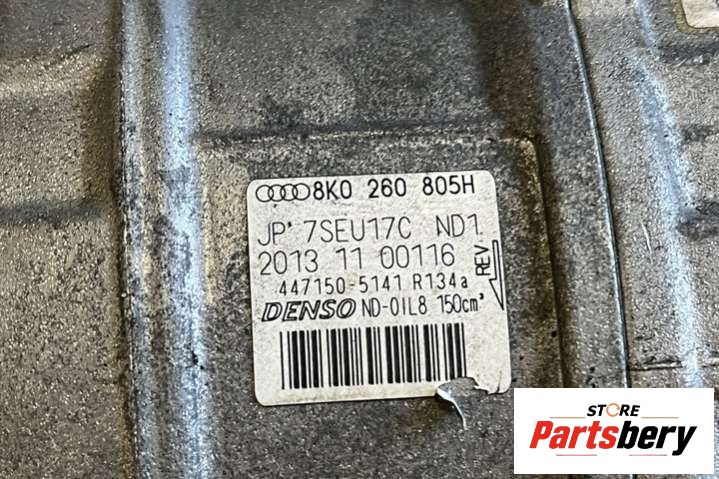 8K0 260 805H
JP' 7SEU17C ND1.
2013 11 00116
447150-5141 R134a
REV
DENSO ND-OIL8 150cm³
STORE
Partsbery